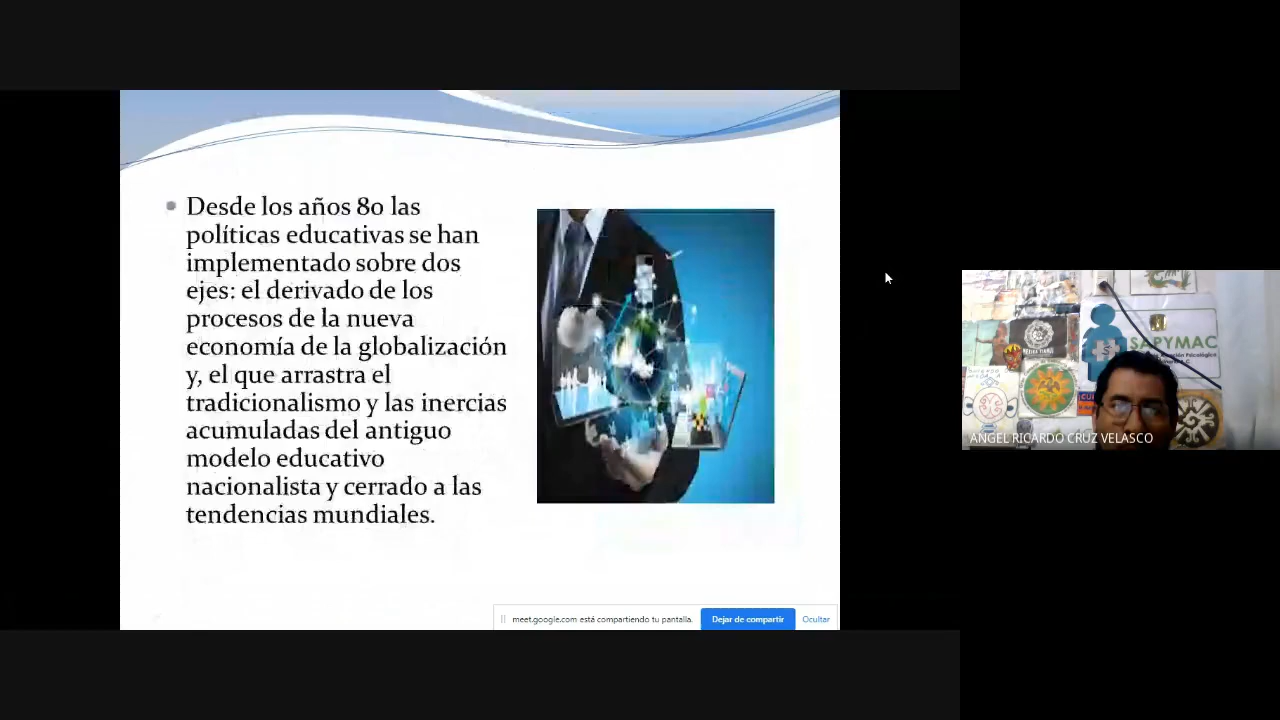 Desde los años 80 las
políticas educativas se han
implementado sobre dos
ejes: el derivado de los
procesos de la nueva
economía de la globalización
y, el que arrastra el
tradicionalismo y las inercias
acumuladas del antiguo
modelo educativo
nacionalista y cerrado a las
tendencias mundiales.
meet.google.com está compartiendo tu pantalla.
Dejar de compartir
Ocultar
SAPYMAC
ANGEL RICARDO CRUZ VELASCO